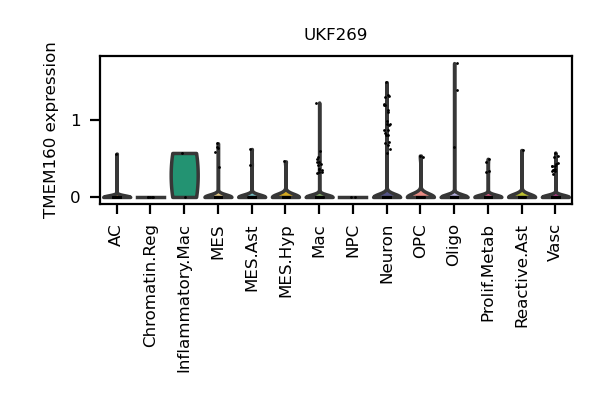 UKF269
TMEM160 expression
1
0
AC
Chromatin.Reg
Inflammatory.Mac
MES
MES.Ast
MES.Hyp
Mac
NPC
Neuron
OPC
Oligo
Prolif.Metab
Reactive.Ast
Vasc